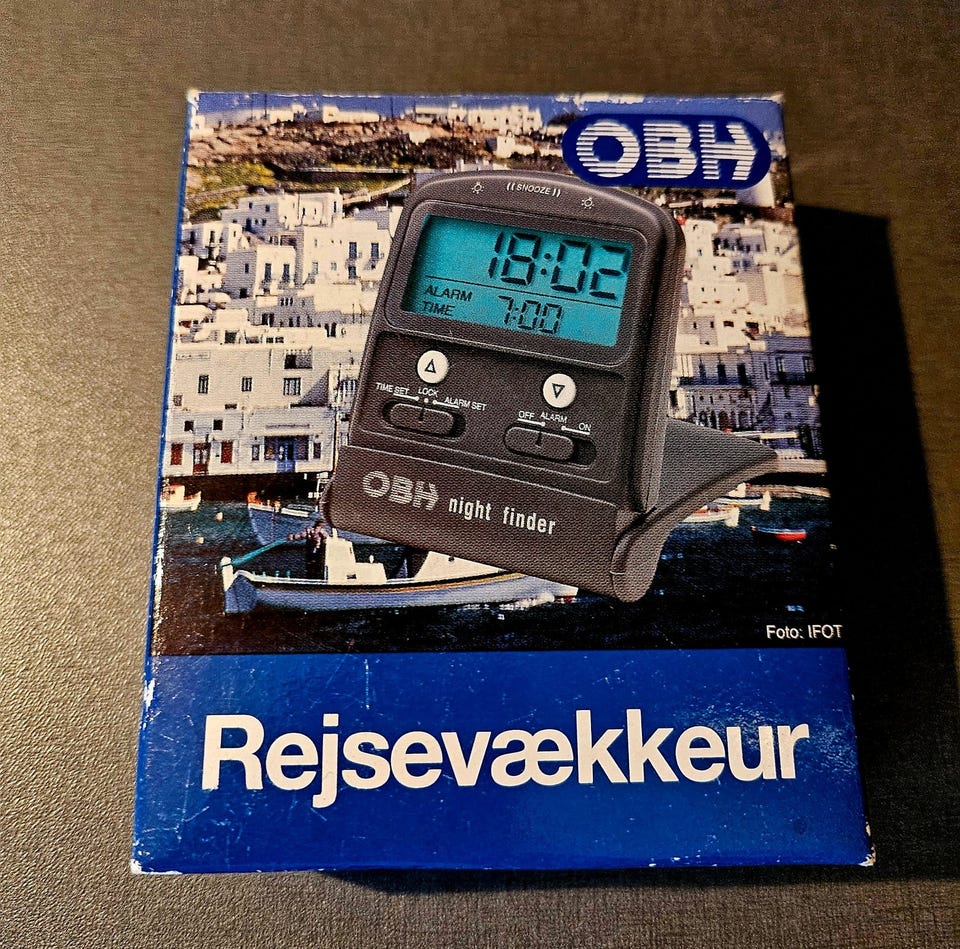 OBH
((SNOOZE))
18:02
ALARM
TIME 7:00
TIME SET LOCK ALARM SET
OFF ALARM ON
OBH night finder
Foto: IFOT
Rejsevækkeur